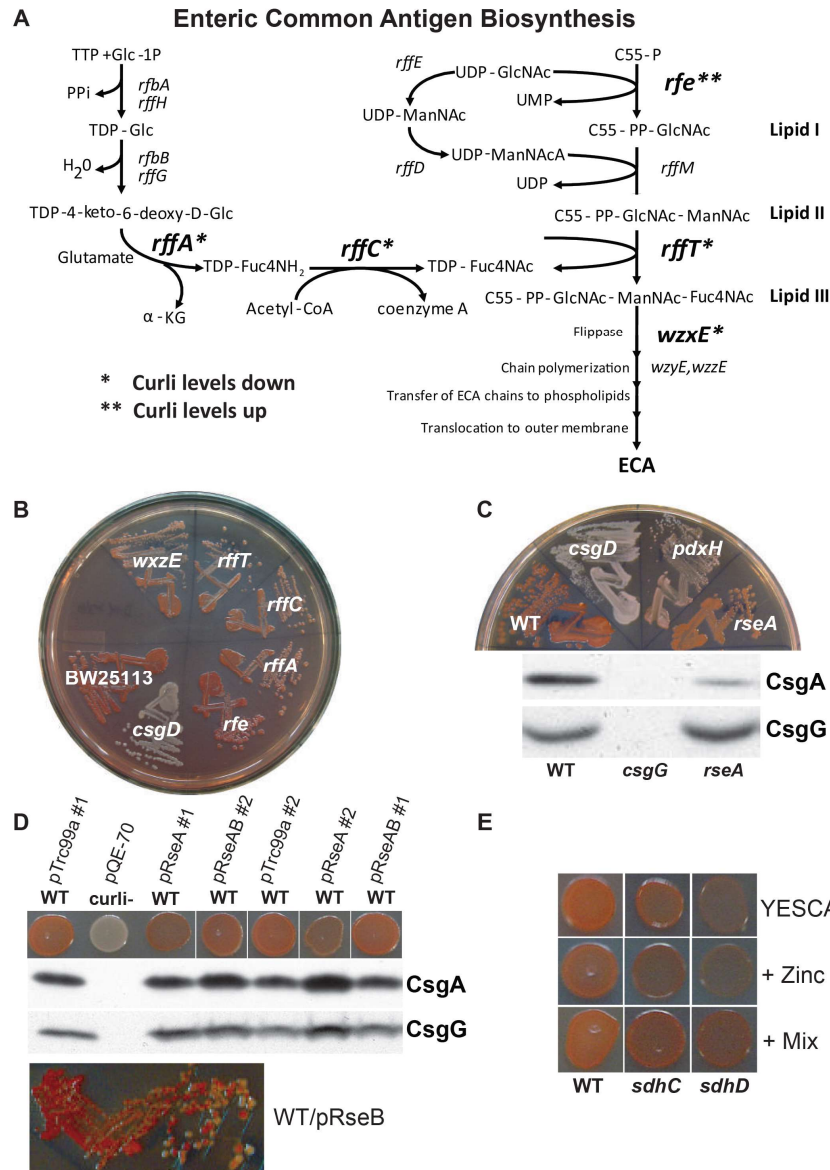 A Enteric Common Antigen Biosynthesis
TTP +Glc -1P
PPi
rfbA
rffH
TDP - Glc
H20
rfbB
rffG
TDP-4-keto-6-deoxy-D-Glc
rffA*
Glutamate
α -KG
TDP-Fuc4NH2
rffC*
Acetyl-CoA
coenzyme A
TDP - Fuc4NAc
rffE
UDP-GlcNAc
UMP
UDP-ManNAc
rffD
UDP-ManNAcA
UDP
C55-P
rfe**
C55- PP-GlcNAc
Lipid I
rffM
C55- PP-GlcNAc-ManNAc
Lipid II
rffT*
C55-PP-GlcNAc-ManNAc-Fuc4NAc
Lipid III
Flippase
wzxE*
Chain polymerization
wzyE,wzzE
Transfer of ECA chains to phospholipids
Translocation to outer membrane
ECA
* Curli levels down
** Curli levels up
B
wxzE
rffT
rffC
rffA
rfe
csgD
BW25113
C
csgD
pdxH
WT
rseA
CsgA
CsgG
WT csgG rseA
D
pTrc99a #1
pQE-70
pRseA #1
pRseAB #2
pTrc99a #2
pRseA #2
pRseAB #1
WT curli- WT WT WT WT WT
CsgA
CsgG
WT/pRseB
E
YESCA
+ Zinc
+ Mix
WT sdhC sdhD